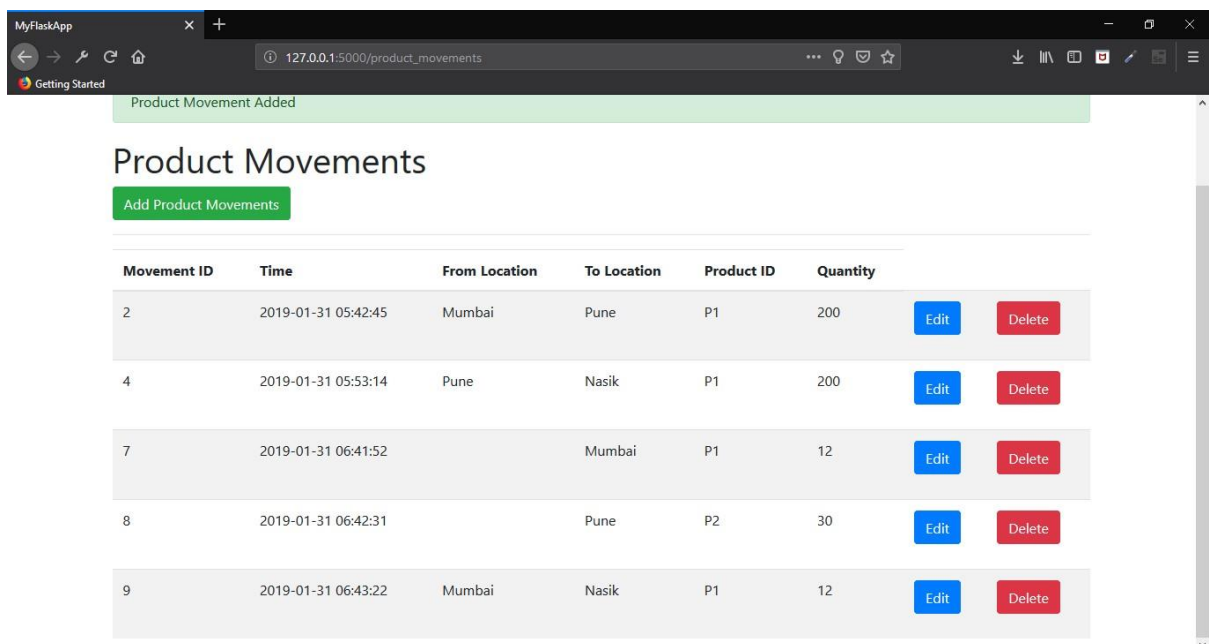 MyFlaskApp
127.0.0.1:5000/product_movements
Getting Started
Product Movement Added
Product Movements
Add Product Movements
Movement ID Time From Location To Location Product ID Quantity
2 2019-01-31 05:42:45 Mumbai Pune P1 200 Edit Delete
4 2019-01-31 05:53:14 Pune Nasik P1 200 Edit Delete
7 2019-01-31 06:41:52 Mumbai P1 12 Edit Delete
8 2019-01-31 06:42:31 Pune P2 30 Edit Delete
9 2019-01-31 06:43:22 Mumbai Nasik P1 12 Edit Delete